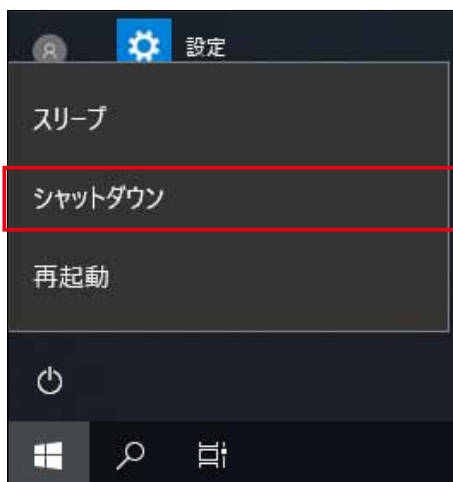 設定
スリープ
シャットダウン
再起動